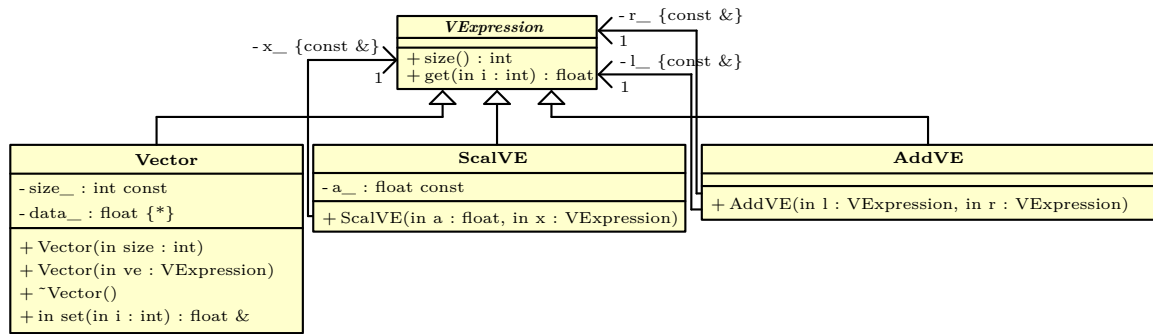 VExpression
+ size() : int
+ get(in i : int) : float
- x_ {const &}
1
- r_ {const &}
1
- l_ {const &}
1
Vector
- size_ : int const
- data_ : float {*}
+ Vector(in size : int)
+ Vector(in ve : VExpression)
+ ~Vector()
+ in set(in i : int) : float &
ScalVE
- a_ : float const
+ ScalVE(in a : float, in x : VExpression)
AddVE
+ AddVE(in l : VExpression, in r : VExpression)